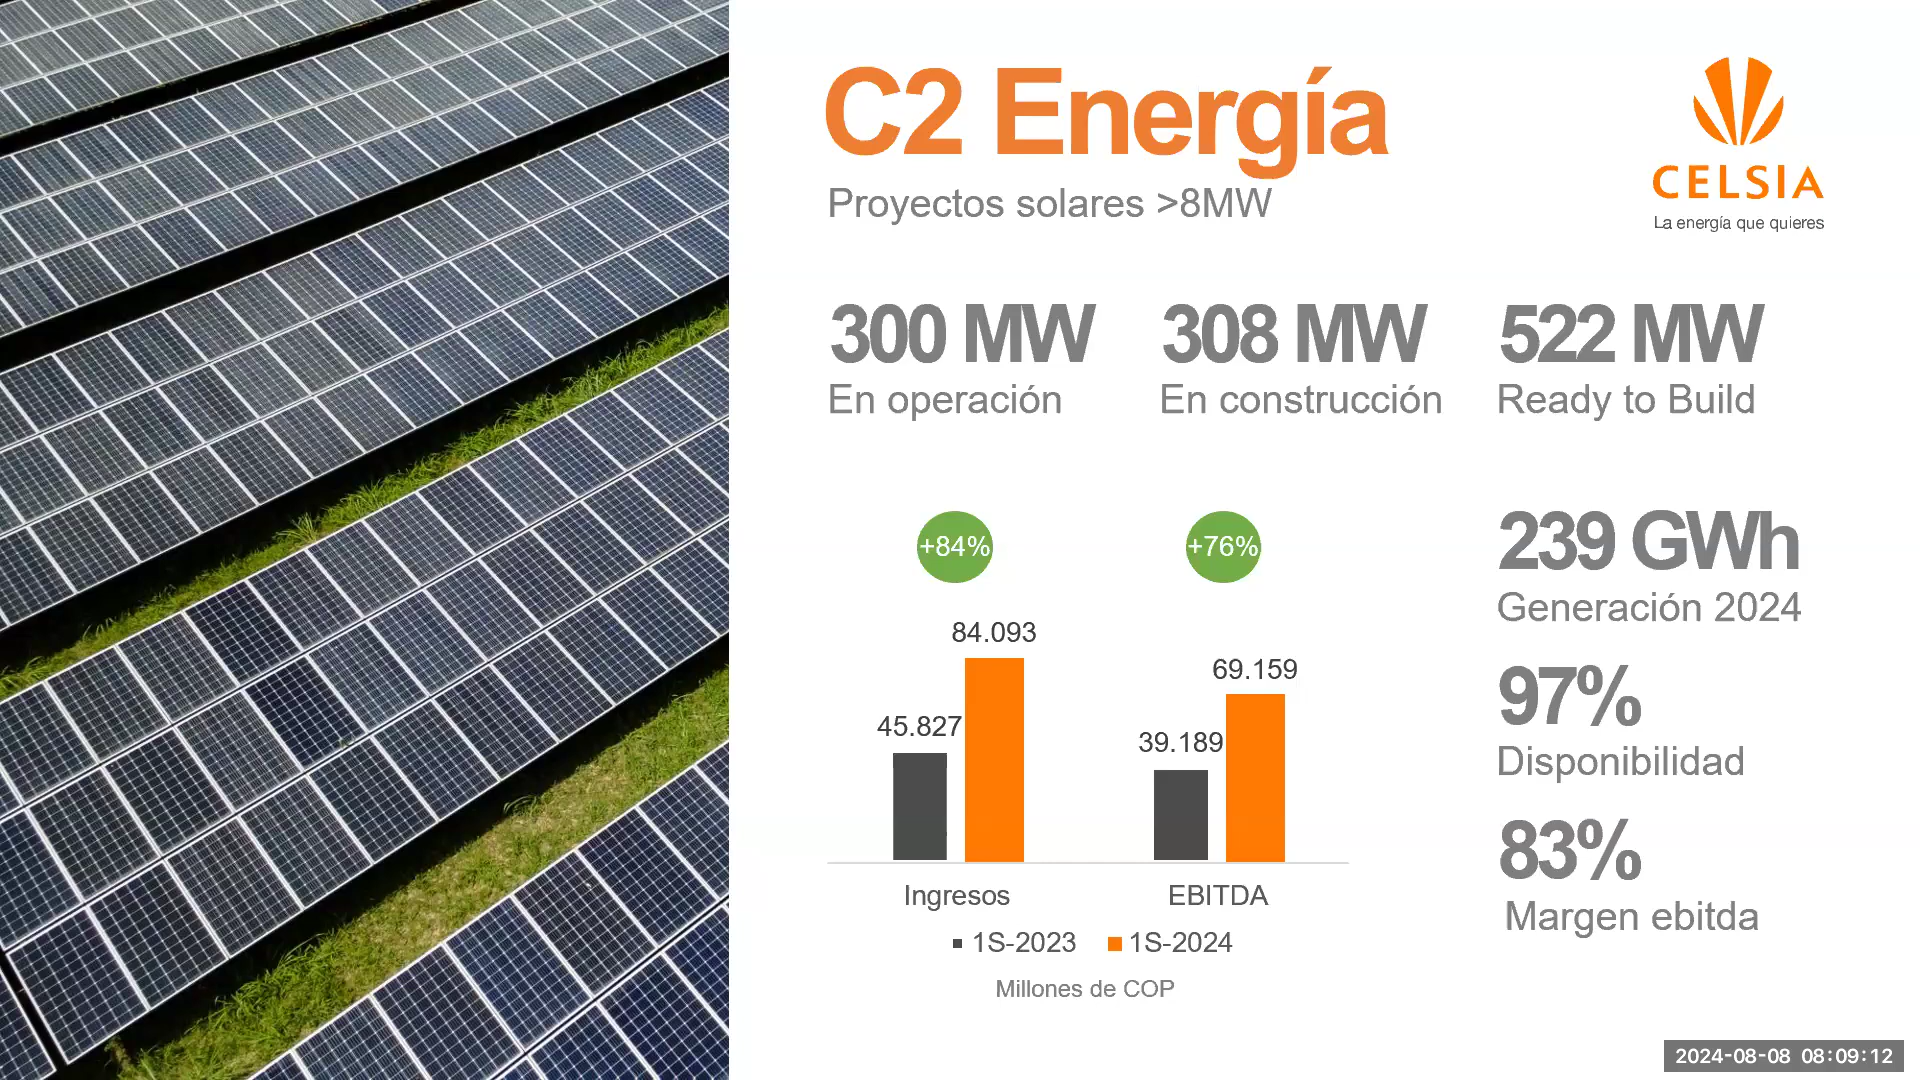 C2 Energía
Proyectos solares >8MW
CELSIA
La energía que quieres
300 MW
En operación
308 MW
En construcción
522 MW
Ready to Build
+84%
+76%
84.093
69.159
45.827
39.189
Ingresos
EBITDA
1S-2023
1S-2024
Millones de COP
239 GWh
Generación 2024
97%
Disponibilidad
83%
Margen ebitda
2024-08-08 08:09:12